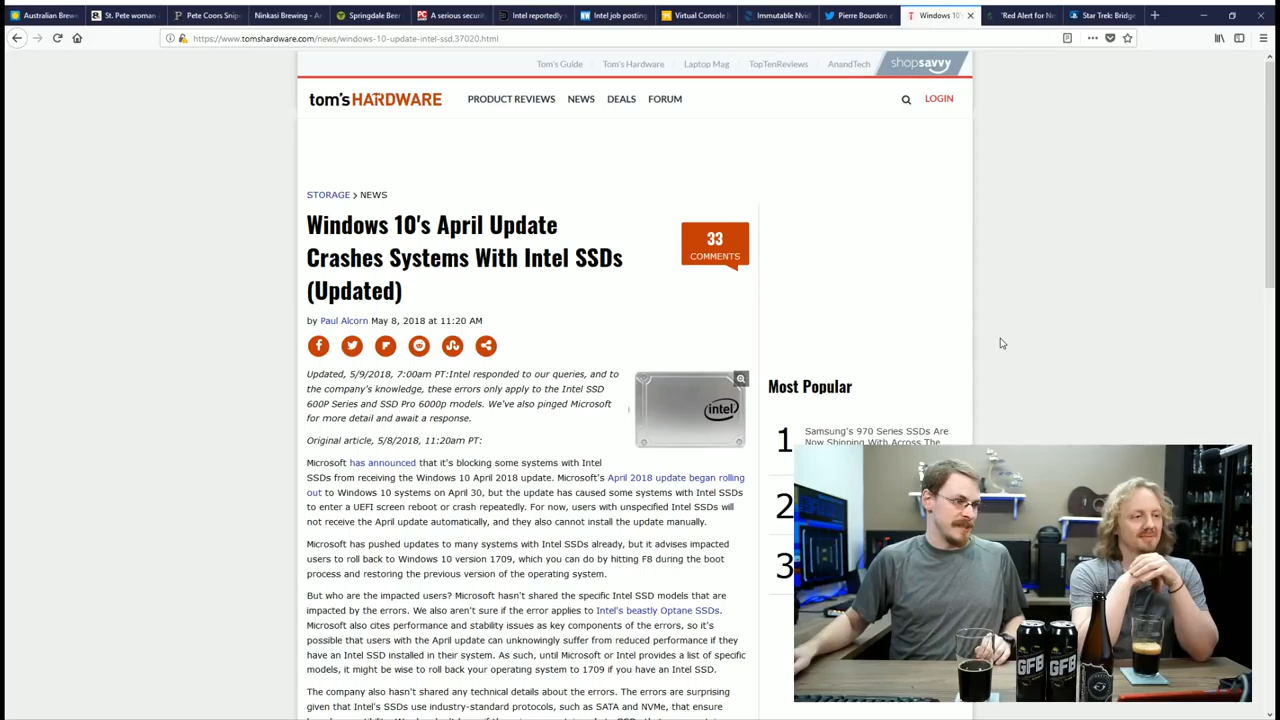 Australian Brewe
St. Pete woman
Pete Coors Snipe
Ninkasi Brewing - Ar
Springdale Beer
A serious securit
Intel reportedly
Intel job posting
Virtual Console
Immutable Nvid
Pierre Bourdon o
Windows 10's
'Red Alert for Ne
Star Trek: Bridge
https://www.tomshardware.com/news/windows-10-update-intel-ssd,37020.html
Tom's Guide
Tom's Hardware
Laptop Mag
TopTenReviews
AnandTech
shopsavvy
tom's HARDWARE
PRODUCT REVIEWS
NEWS
DEALS
FORUM
LOGIN
STORAGE > NEWS
Windows 10's April Update
Crashes Systems With Intel SSDs
(Updated)
33
COMMENTS
by Paul Alcorn May 8, 2018 at 11:20 AM
Updated, 5/9/2018, 7:00am PT:Intel responded to our queries, and to
the company's knowledge, these errors only apply to the Intel SSD
600P Series and SSD Pro 6000p models. We've also pinged Microsoft
for more detail and await a response.
intel
Original article, 5/8/2018, 11:20am PT:
Microsoft has announced that it's blocking some systems with Intel
SSDs from receiving the Windows 10 April 2018 update. Microsoft's April 2018 update began rolling
out to Windows 10 systems on April 30, but the update has caused some systems with Intel SSDs
to enter a UEFI screen reboot or crash repeatedly. For now, users with unspecified Intel SSDs will
not receive the April update automatically, and they also cannot install the update manually.
Microsoft has pushed updates to many systems with Intel SSDs already, but it advises impacted
users to roll back to Windows 10 version 1709, which you can do by hitting F8 during the boot
process and restoring the previous version of the operating system.
But who are the impacted users? Microsoft hasn't shared the specific Intel SSD models that are
impacted by the errors. We also aren't sure if the error applies to Intel's beastly Optane SSDs.
Microsoft also cites performance and stability issues as key components of the errors, so it's
possible that users with the April update can unknowingly suffer from reduced performance if they
have an Intel SSD installed in their system. As such, until Microsoft or Intel provides a list of specific
models, it might be wise to roll back your operating system to 1709 if you have an Intel SSD.
The company also hasn't shared any technical details about the errors. The errors are surprising
given that Intel's SSDs use industry-standard protocols, such as SATA and NVMe, that ensure
Most Popular
1
Samsung's 970 Series SSDs Are
Now Shipping With Across The
2
3
GFB
GFB